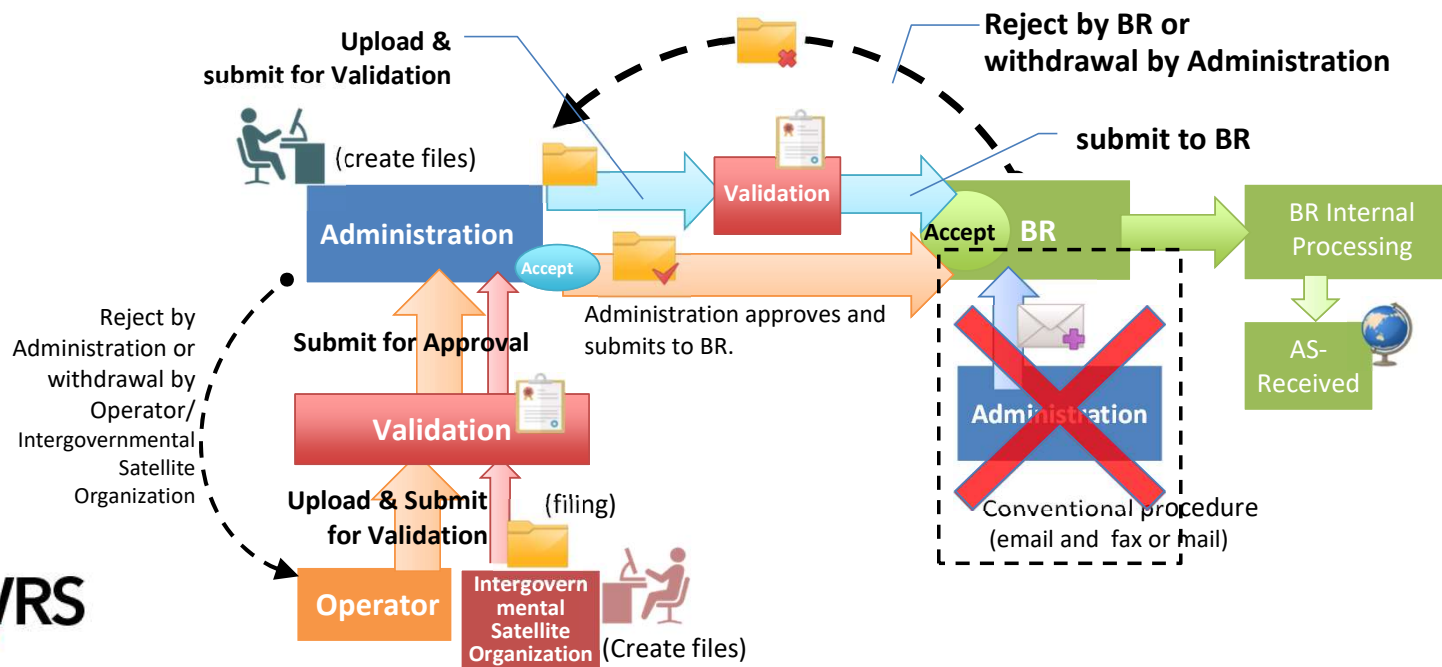 Upload &
submit for Validation
Reject by BR or
withdrawal by Administration
(create files)
submit to BR
Validation
Administration
Accept
BR
BR Internal
Processing
Accept
Administration approves and
submits to BR.
Reject by
Administration or
withdrawal by
Operator/
Intergovernmental
Satellite
Organization
Submit for Approval
AS-
Received
Administration
Validation
Upload & Submit
for Validation
(filing)
Conventional procedure
(email and fax or mail)
Operator
Intergovern
mental
Satellite
Organization
(Create files)